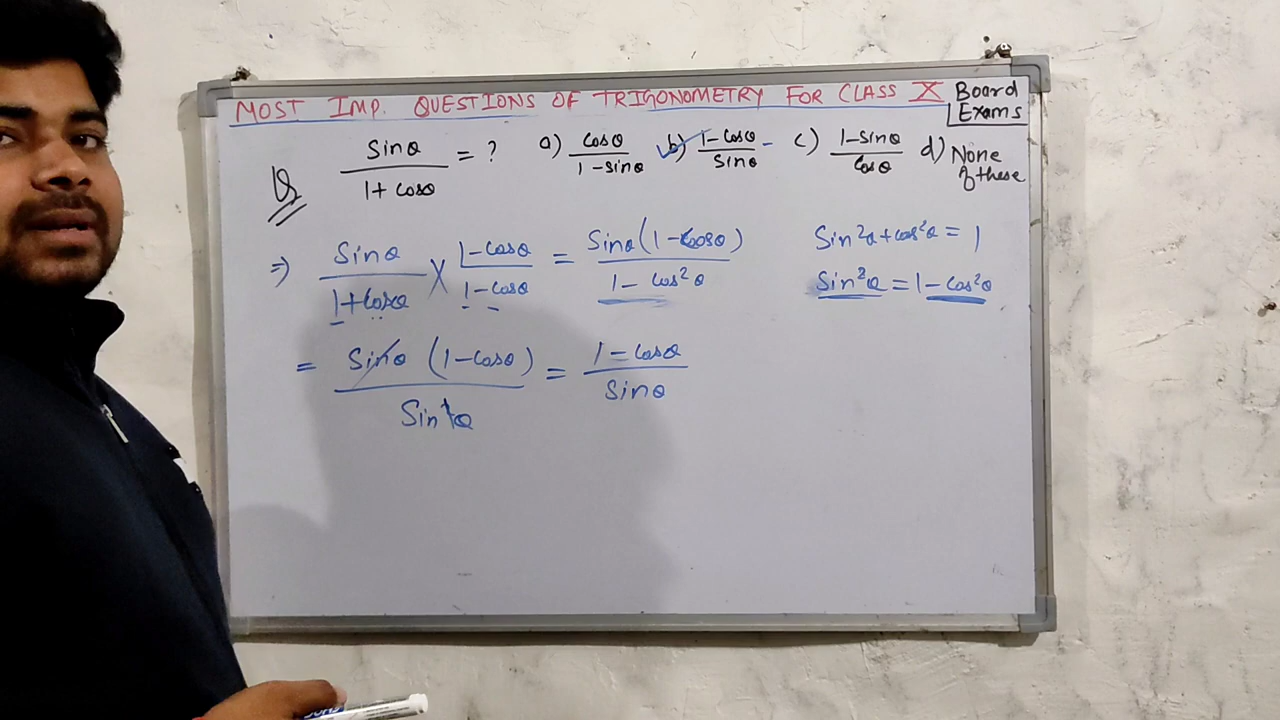 MOST IMP. QUESTIONS OF TRIGONOMETRY FOR CLASS X Board Exams
Q sinθ / 1 + cosθ = ? a) cosθ / 1 - sinθ b) 1 - cosθ / sinθ c) 1 - sinθ / cosθ d) None of these
⇒ sinθ / 1 + cosθ × 1 - cosθ / 1 - cosθ = sinθ (1 - cosθ) / 1 - cos²θ
sin²θ + cos²θ = 1
sin²θ = 1 - cos²θ
= sinθ (1 - cosθ) / sin²θ = 1 - cosθ / sinθ